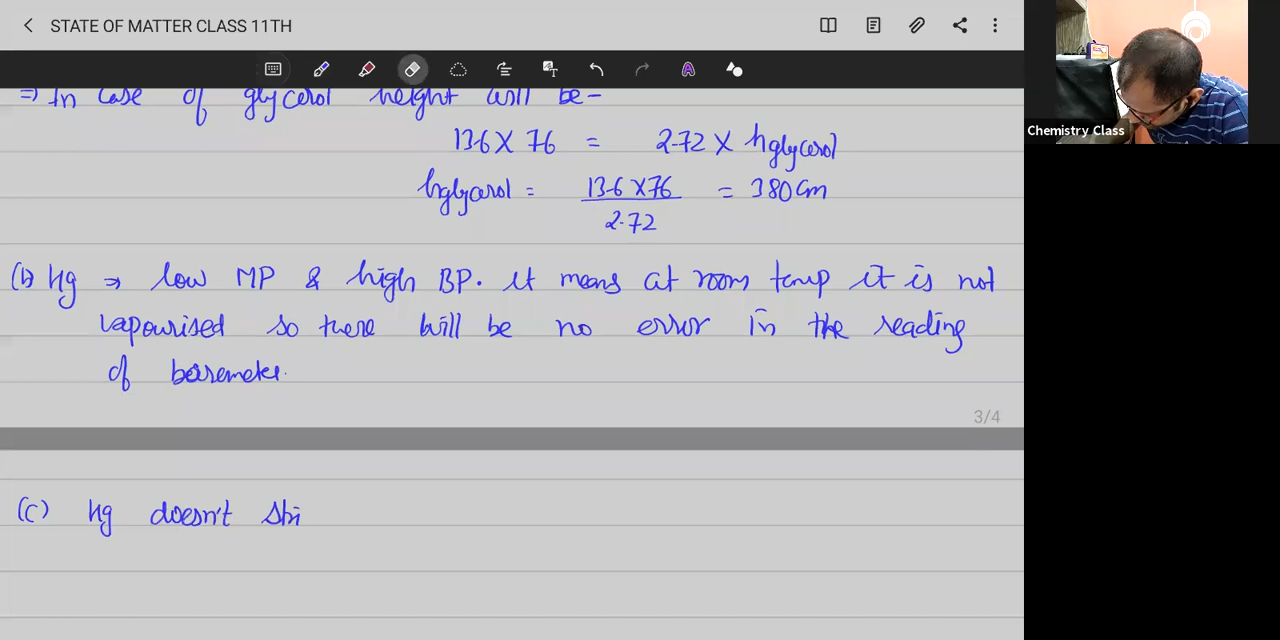 STATE OF MATTER CLASS 11TH
Chemistry Class
=) In case of glycerol height will be-
13.6 X 76 = 2.72 X hglycerol
hglycerol = 13.6 X 76 / 2.72 = 380 Cm
(b) Hg → low MP & high BP. it means at room temp it is not
vapourised so there will be no error in the reading
of
3/4
(C) Hg doesn't sti